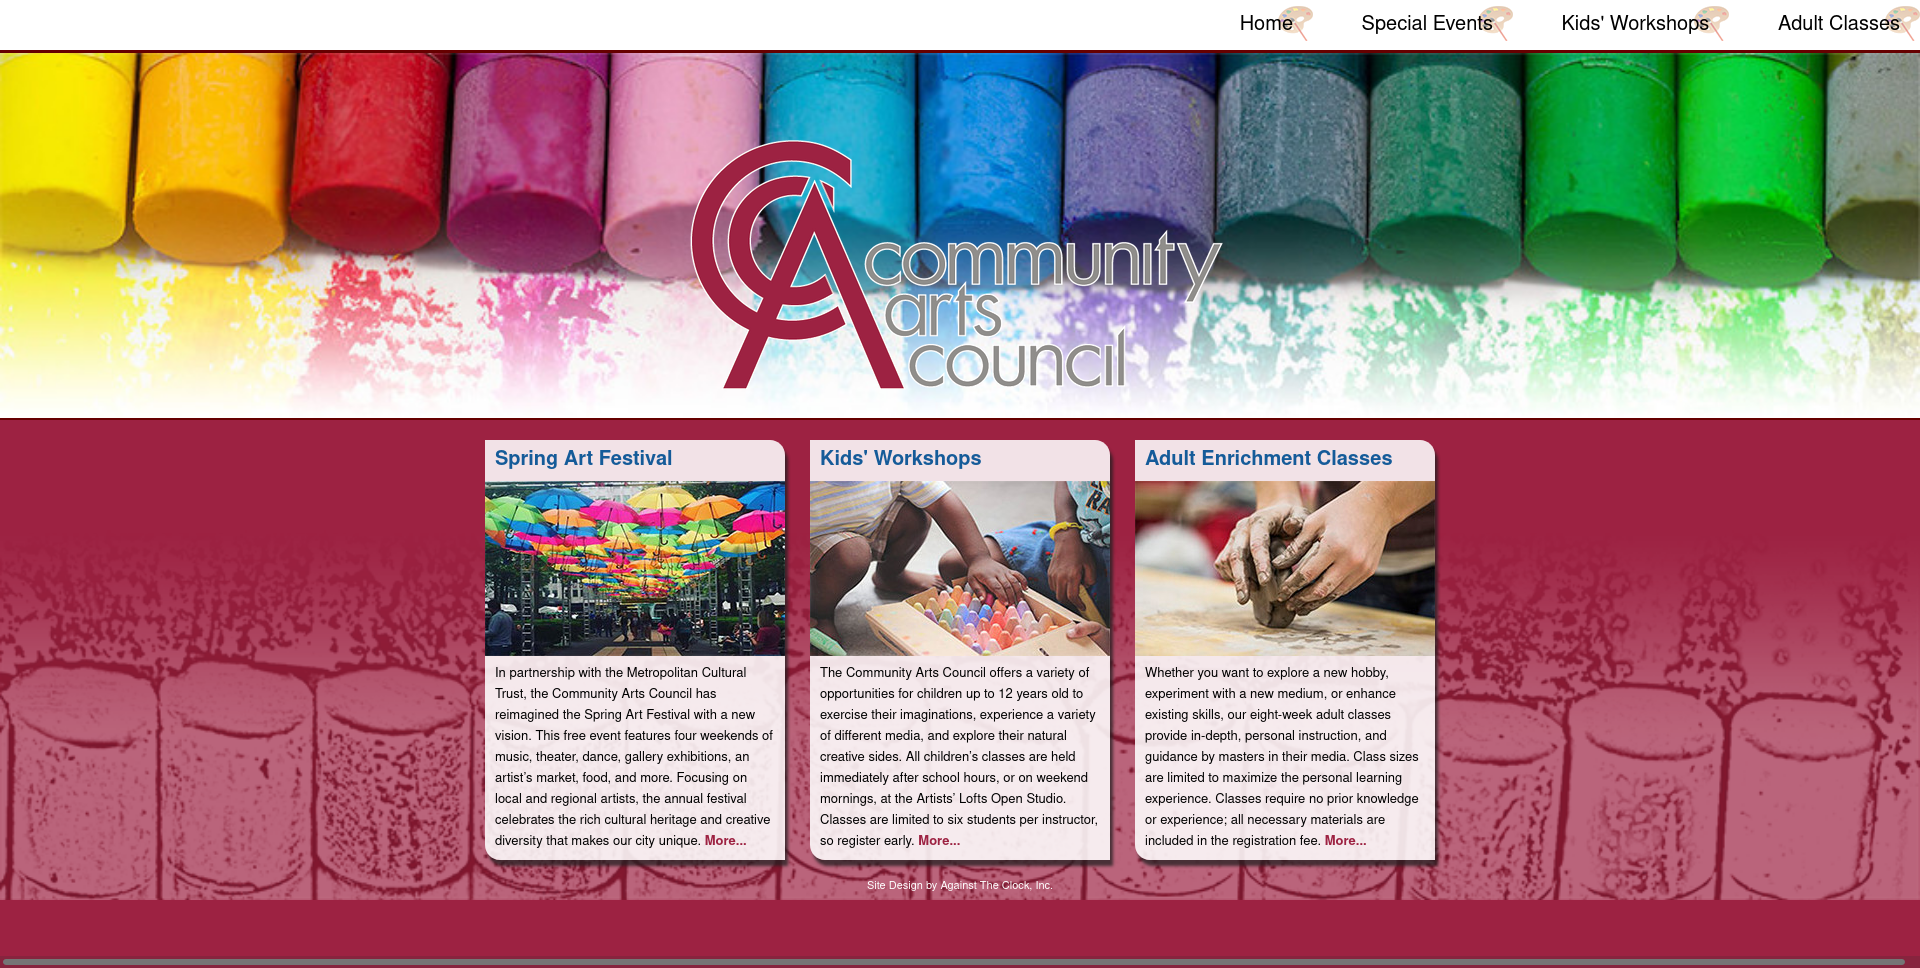 Home Special Events Kids' Workshops Adult Classes
CCA community
arts
council
Spring Art Festival
In partnership with the Metropolitan Cultural
Trust, the Community Arts Council has
reimagined the Spring Art Festival with a new
vision. This free event features four weekends of
music, theater, dance, gallery exhibitions, an
artist’s market, food, and more. Focusing on
local and regional artists, the annual festival
celebrates the rich cultural heritage and creative
diversity that makes our city unique. More...
Kids' Workshops
The Community Arts Council offers a variety of
opportunities for children up to 12 years old to
exercise their imaginations, experience a variety
of different media, and explore their natural
creative sides. All children’s classes are held
immediately after school hours, or on weekend
mornings, at the Artists’ Lofts Open Studio.
Classes are limited to six students per instructor,
so register early. More...
Adult Enrichment Classes
Whether you want to explore a new hobby,
experiment with a new medium, or enhance
existing skills, our eight-week adult classes
provide in-depth, personal instruction, and
guidance by masters in their media. Class sizes
are limited to maximize the personal learning
experience. Classes require no prior knowledge
or experience; all necessary materials are
included in the registration fee. More...
Site Design by Against The Clock, Inc.